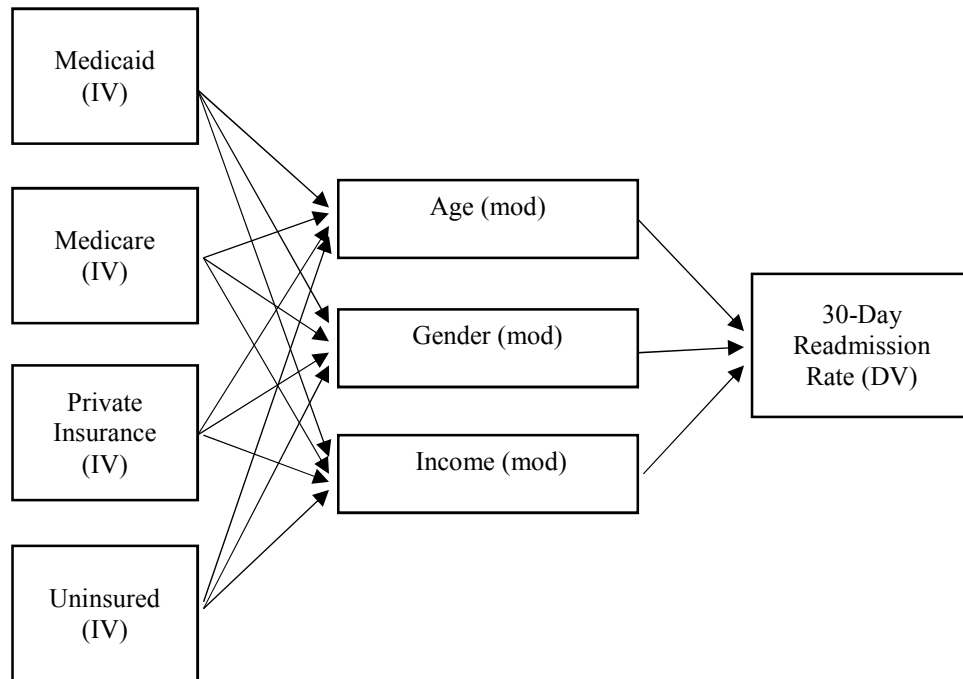 Medicaid
(IV)
Medicare
(IV)
Private
Insurance
(IV)
Uninsured
(IV)
Age (mod)
Gender (mod)
Income (mod)
30-Day
Readmission
Rate (DV)